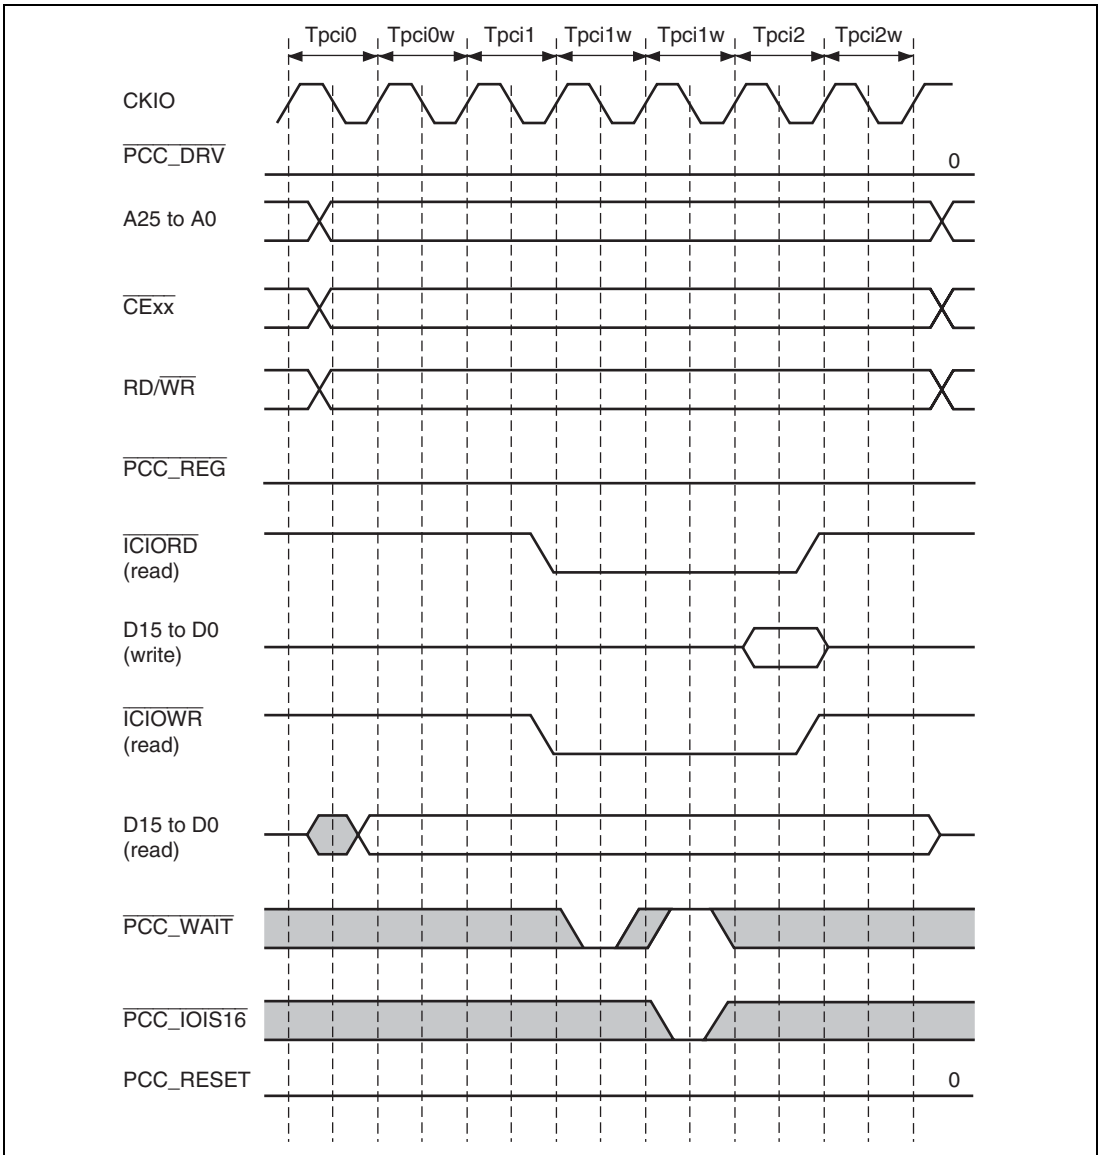 Tpci0 Tpci0w Tpci1 Tpci1w Tpci1w Tpci2 Tpci2w
CKIO
PCC_DRV 0
A25 to A0
CExx
RD/WR
PCC_REG
ICIORD
(read)
D15 to D0
(write)
ICIOWR
(read)
D15 to D0
(read)
PCC_WAIT
PCC_IOIS16
PCC_RESET 0